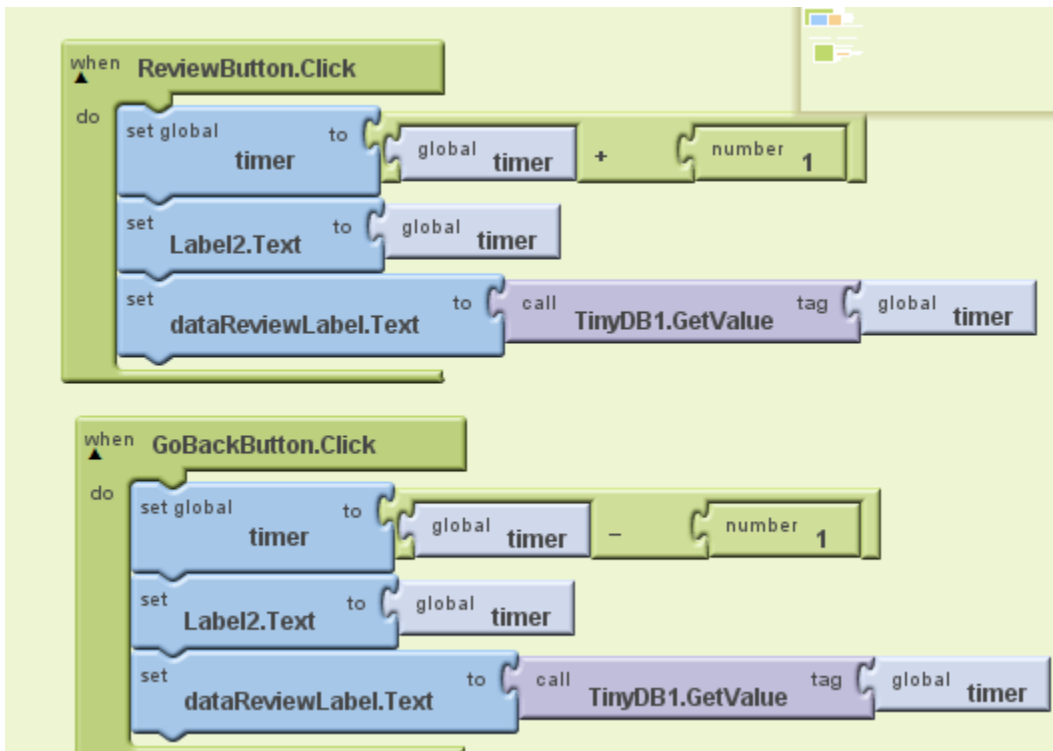 when ReviewButton.Click
do
set global timer to global timer + number 1
set Label2.Text to global timer
set dataReviewLabel.Text to call TinyDB1.GetValue tag global timer
when GoBackButton.Click
do
set global timer to global timer - number 1
set Label2.Text to global timer
set dataReviewLabel.Text to call TinyDB1.GetValue tag global timer